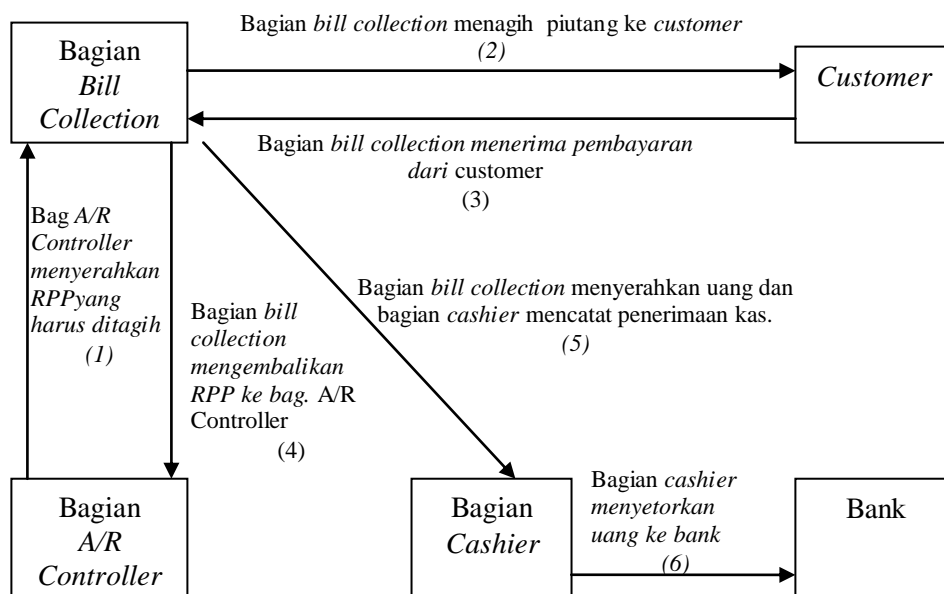 Bagian bill collection menagih piutang ke customer
(2)
Bagian
Bill
Collection
Customer
Bagian bill collection menerima pembayaran
dari customer
(3)
Bag A/R
Controller
menyerahkan
RPPyang
harus ditagih
(1)
Bagian bill collection menyerahkan uang dan
bagian cashier mencatat penerimaan kas.
(5)
Bagian bill
collection
mengembalikan
RPP ke bag. A/R
Controller
(4)
Bagian
A/R
Controller
Bagian
Cashier
Bagian cashier
menyetorkan
uang ke bank
(6)
Bank